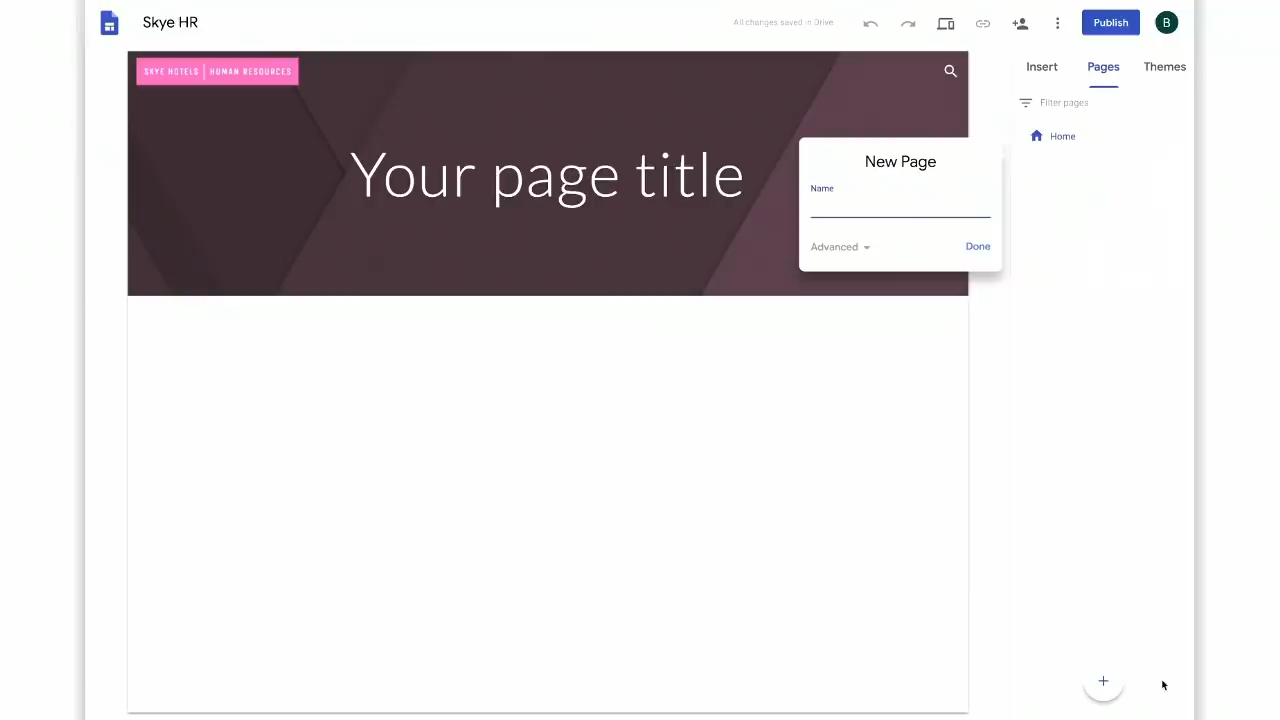 Skye HR
All changes saved in Drive
Publish
B
SKYE HOTELS | HUMAN RESOURCES
Insert
Pages
Themes
Filter pages
Home
Your page title
New Page
Name
Advanced
Done
+